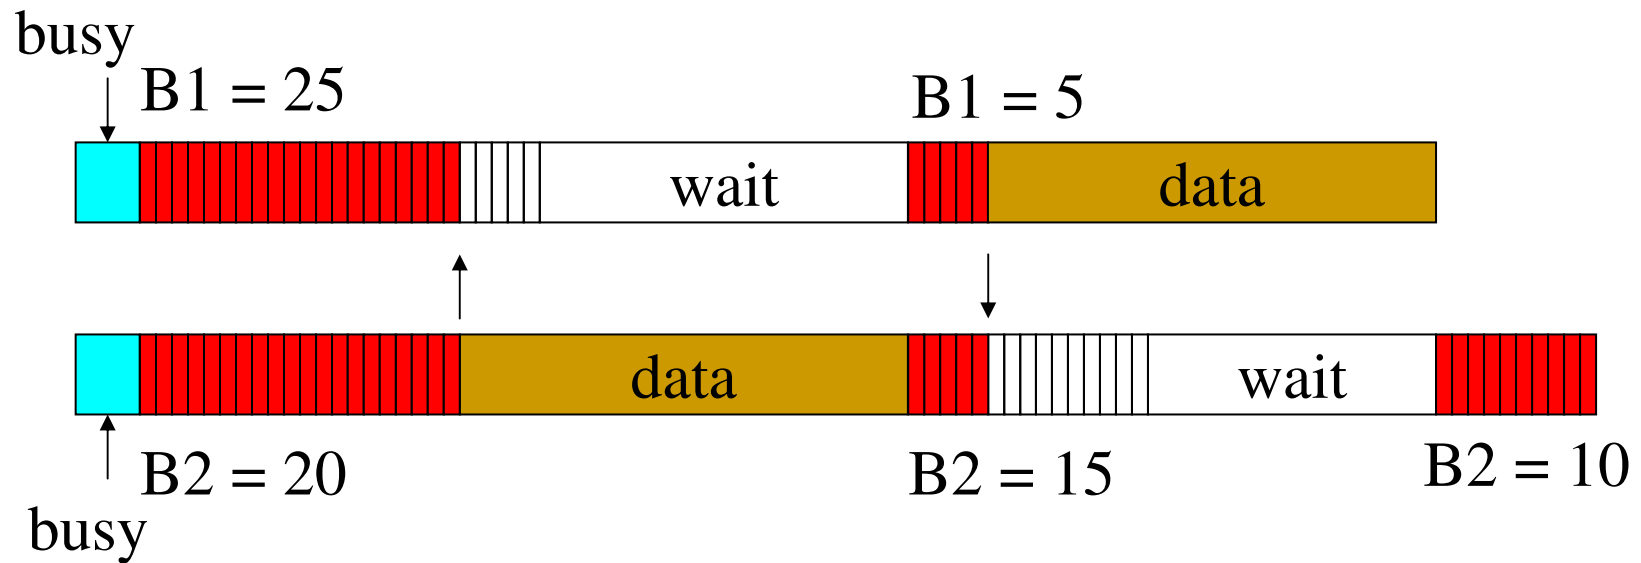 busy
B1 = 25
B1 = 5
wait
data
data
wait
B2 = 20
B2 = 15
B2 = 10
busy